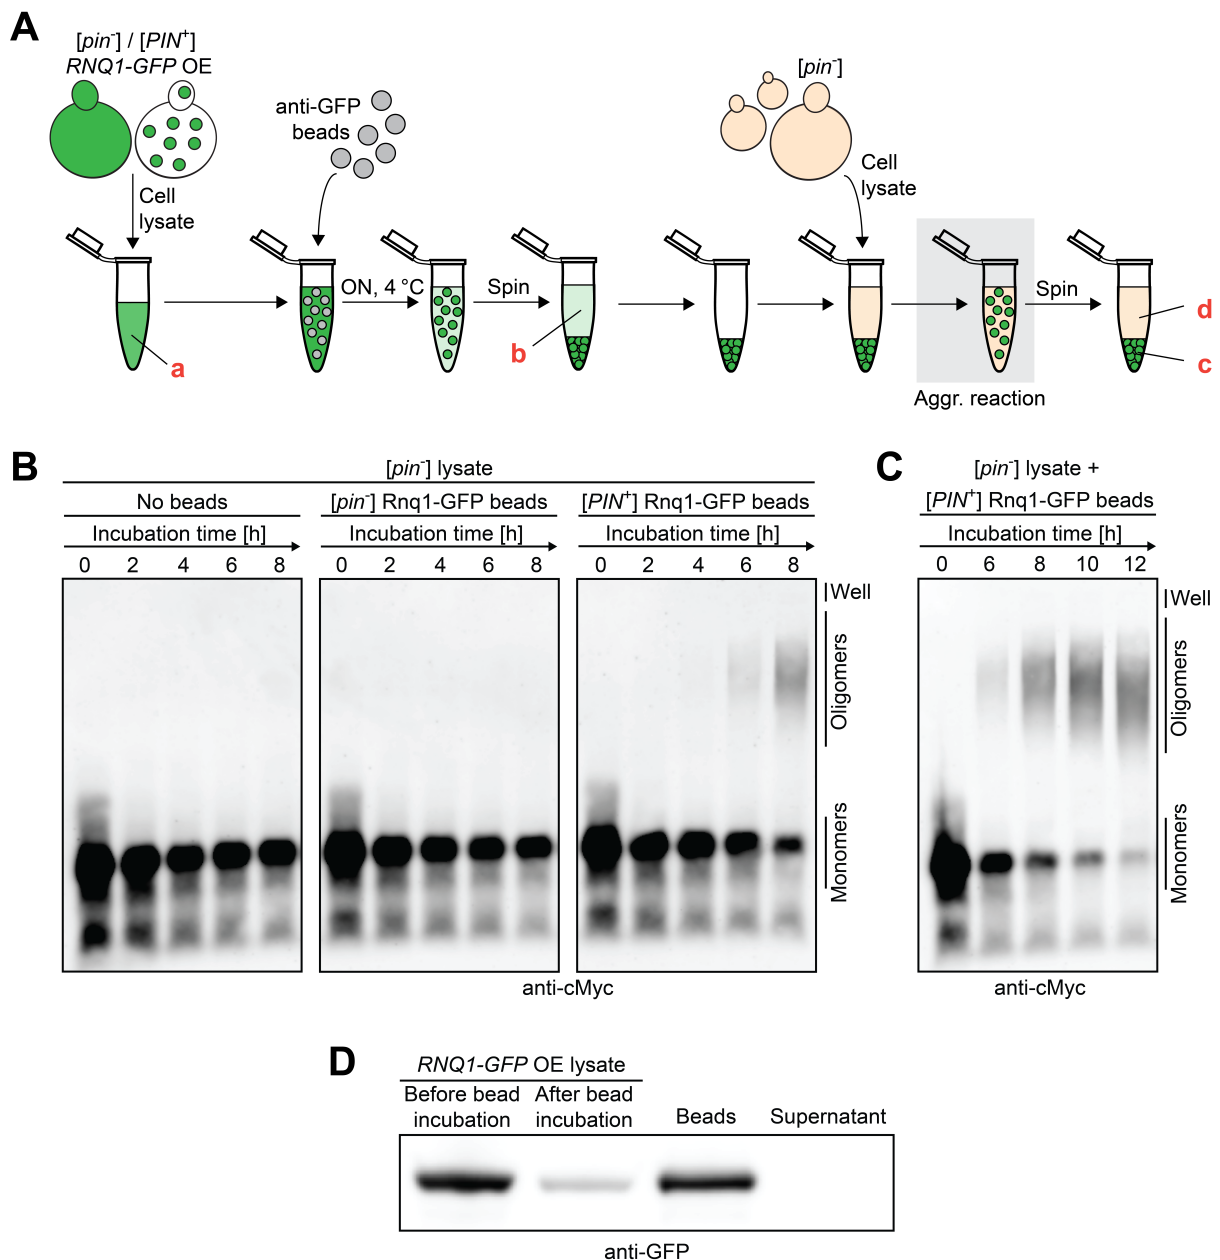 A
[pin-] / [PIN+]
RNQ1-GFP OE
anti-GFP
beads
[pin-]
Cell
lysate
Cell
lysate
ON, 4 °C
Spin
Spin
a
b
d
c
Aggr. reaction
B
[pin-] lysate
No beads
[pin-] Rnq1-GFP beads
[PIN+] Rnq1-GFP beads
Incubation time [h]
Incubation time [h]
Incubation time [h]
0 2 4 6 8
0 2 4 6 8
0 2 4 6 8
Well
Oligomers
Monomers
anti-cMyc
C
[pin-] lysate +
[PIN+] Rnq1-GFP beads
Incubation time [h]
0 6 8 10 12
Well
Oligomers
Monomers
anti-cMyc
D
RNQ1-GFP OE lysate
Before bead
incubation
After bead
incubation
Beads
Supernatant
anti-GFP